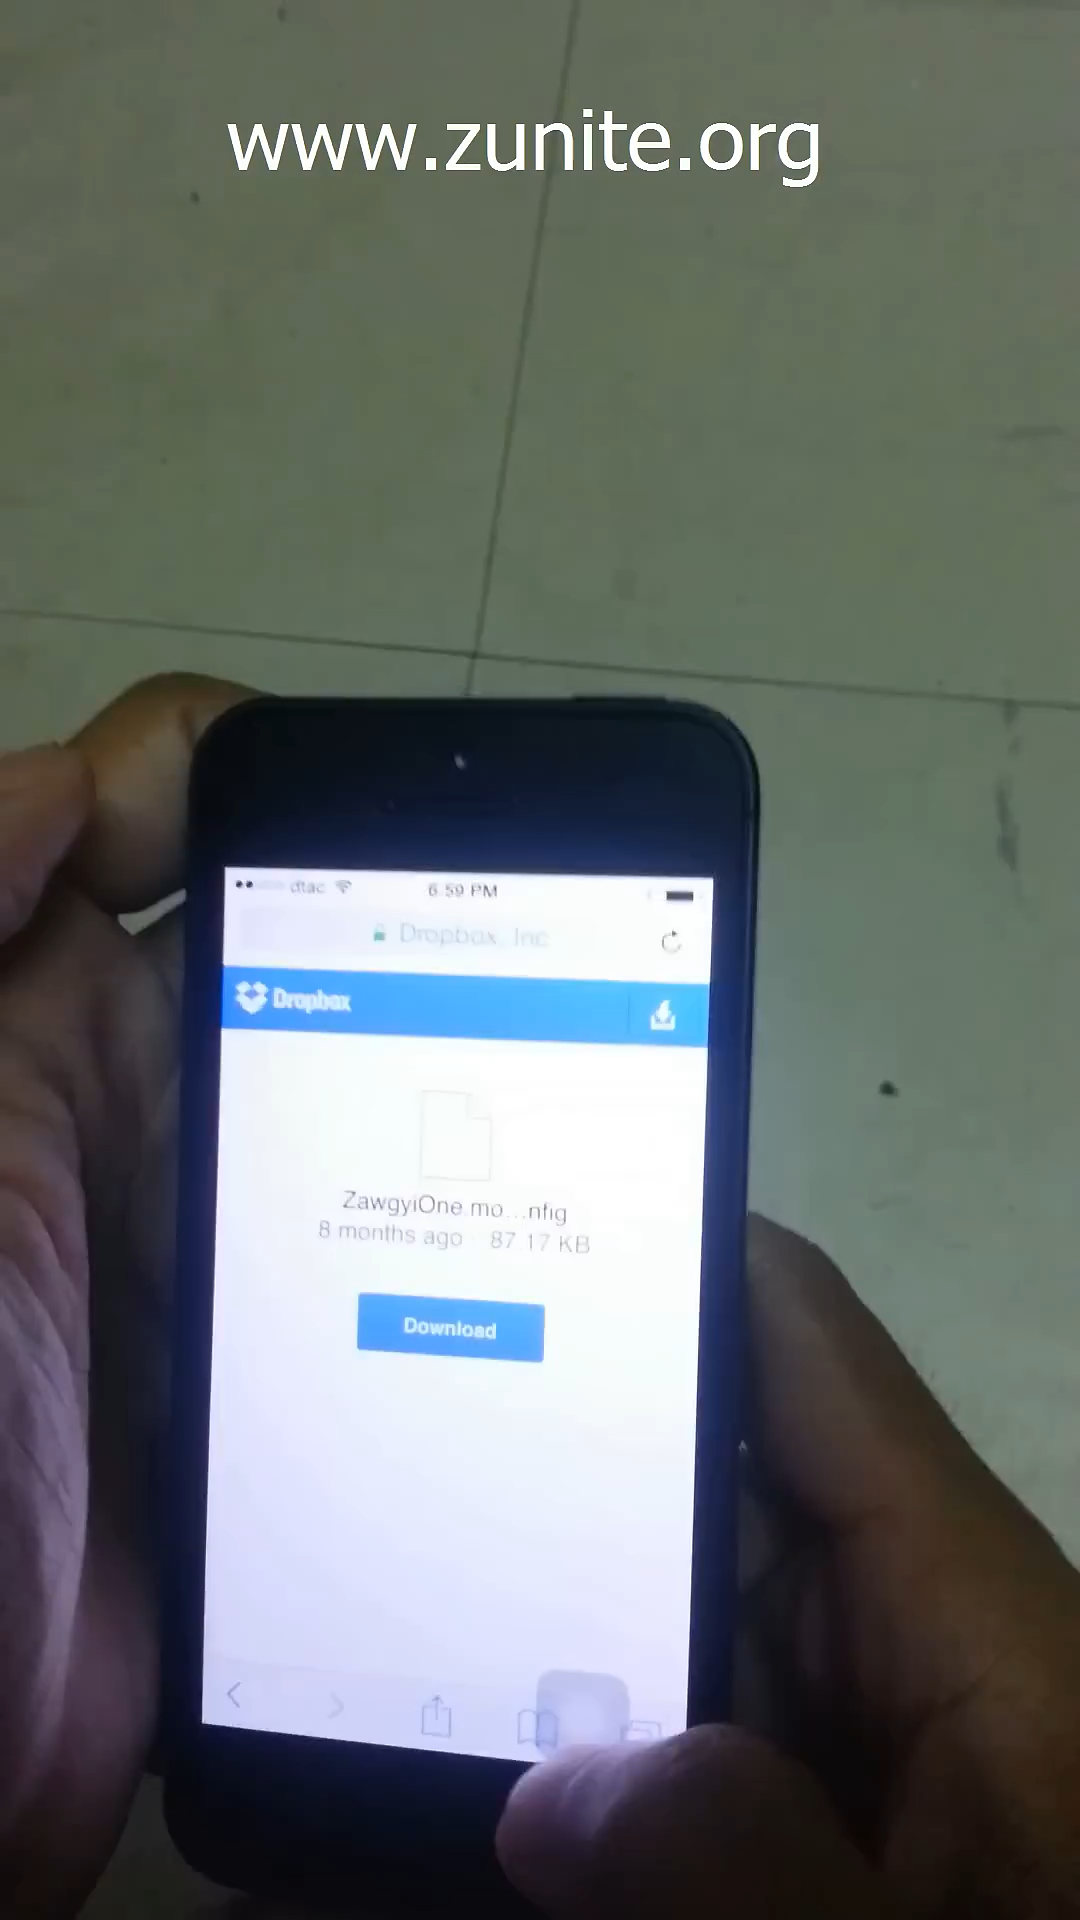 www.zunite.org
dtac
6:59 PM
Dropbox, Inc
Dropbox
ZawgyiOne.mo...nfig
8 months ago · 87.17 KB
Download